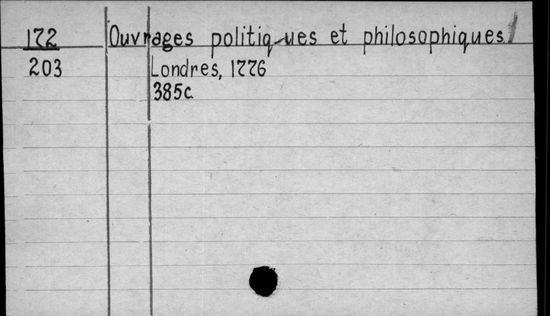 172 Ouvrages politiques et philosophiques
203 Londres, 1776
385c